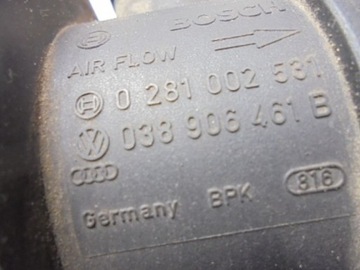 BOSCH
AIR FLOW
0 281 002 531
038 906 461 B
Germany BPK 816